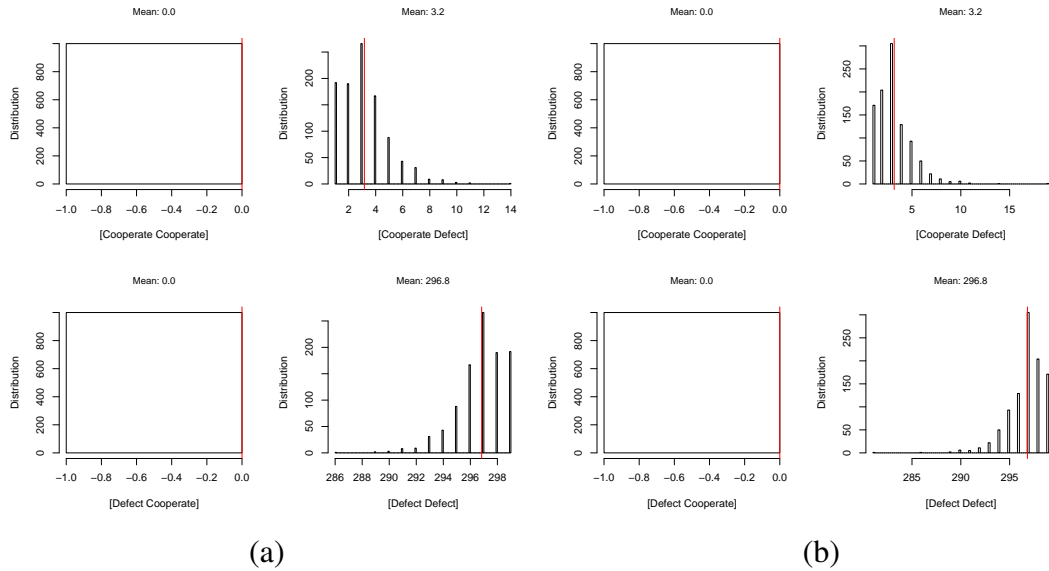 Mean: 0.0
Distribution
0 200 400 600 800
−1.0 −0.8 −0.6 −0.4 −0.2 0.0
[Cooperate Cooperate]
Mean: 3.2
Distribution
0 50 150 250
2 4 6 8 10 12 14
[Cooperate Defect]
Mean: 0.0
Distribution
0 200 400 600 800
−1.0 −0.8 −0.6 −0.4 −0.2 0.0
[Cooperate Cooperate]
Mean: 3.2
Distribution
0 50 150 250
5 10 15
[Cooperate Defect]
Mean: 0.0
Distribution
0 200 400 600 800
−1.0 −0.8 −0.6 −0.4 −0.2 0.0
[Defect Cooperate]
Mean: 296.8
Distribution
0 50 150 250
286 288 290 292 294 296 298
[Defect Defect]
Mean: 0.0
Distribution
0 200 400 600 800
−1.0 −0.8 −0.6 −0.4 −0.2 0.0
[Defect Cooperate]
Mean: 296.8
Distribution
0 50 150 250
285 290 295
[Defect Defect]
(a)
(b)